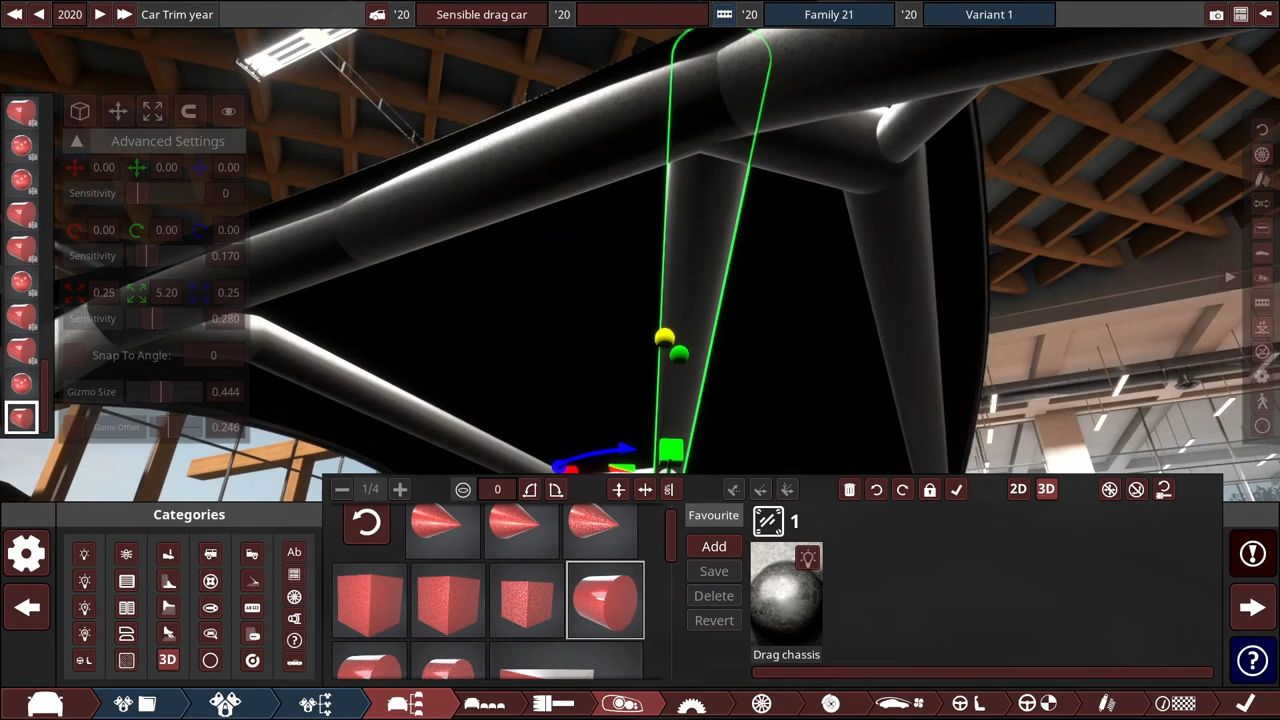 2020 Car Trim year '20 Sensible drag car '20 '20 Family 21 '20 Variant 1
Advanced Settings
0.00 0.00 0.00
Sensitivity 0
0.00 0.00 0.00
Sensitivity 0.170
0.25 5.20 0.25
Sensitivity 0.280
Snap To Angle: 0
Gizmo Size 0.444
Gizmo Offset 0.246
1/4 0 2D 3D
Categories
Ab
L
3D
Favourite
Add
Save
Delete
Revert
1
Drag chassis